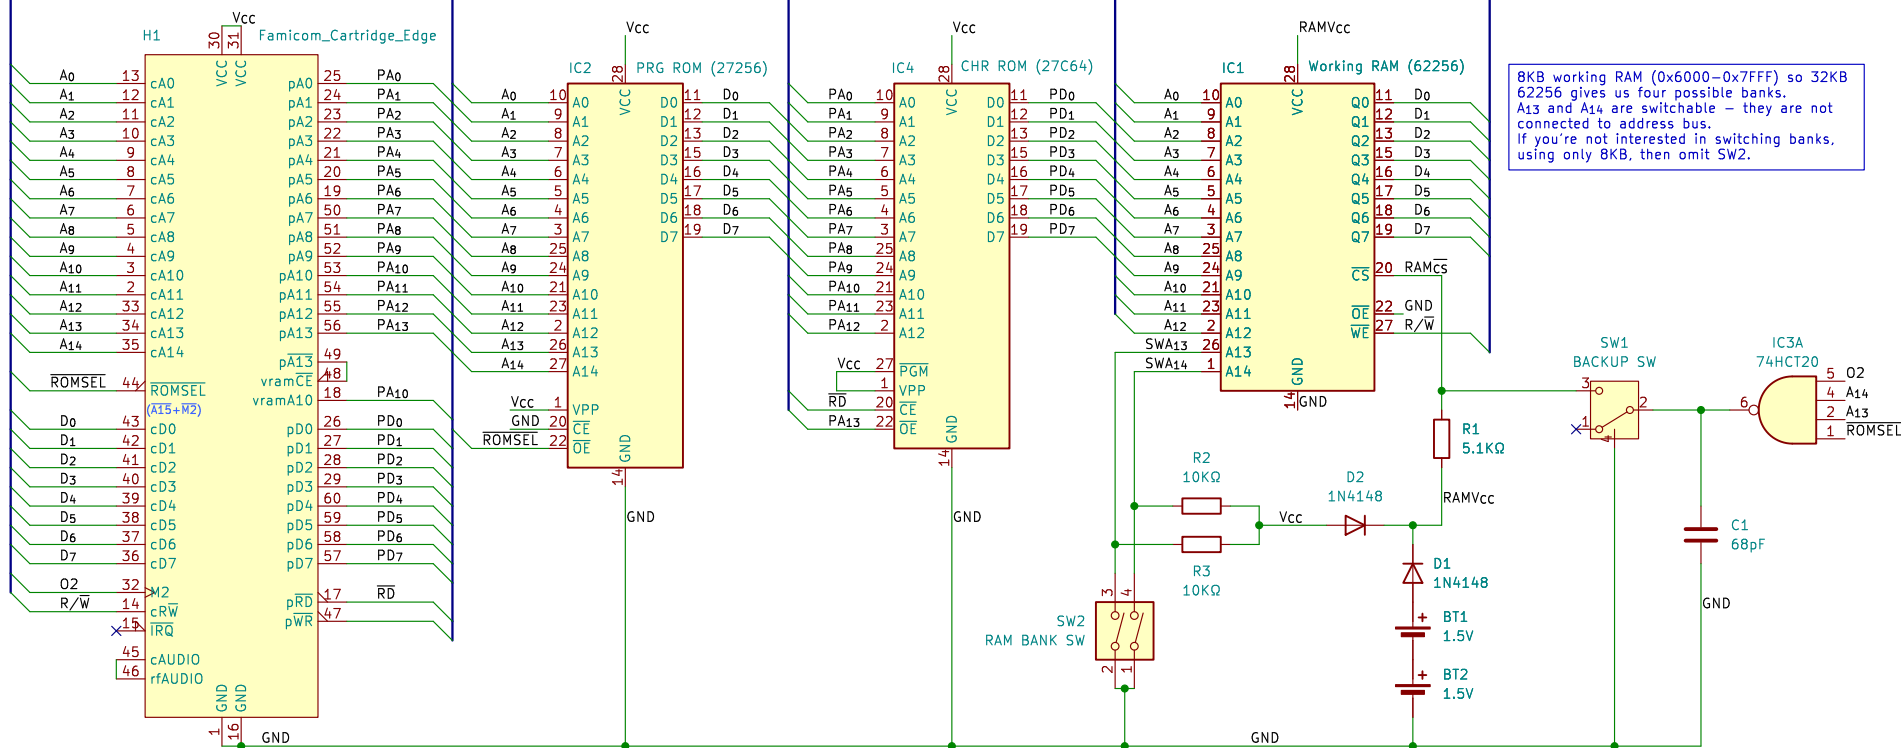 H1
Famicom_Cartridge_Edge
Vcc
30
31
VCC
VCC
A0 13 cA0
A1 12 cA1
A2 11 cA2
A3 10 cA3
A4 9 cA4
A5 8 cA5
A6 7 cA6
A7 6 cA7
A8 5 cA8
A9 4 cA9
A10 3 cA10
A11 2 cA11
A12 33 cA12
A13 34 cA13
A14 35 cA14
ROMSEL 44 ROMSEL
(A15+M2)
D0 43 cD0
D1 42 cD1
D2 41 cD2
D3 40 cD3
D4 39 cD4
D5 38 cD5
D6 37 cD6
D7 36 cD7
O2 32 M2
R/W 14 cRW
15 IRQ
45 cAUDIO
46 rfAUDIO
pA0 25 PA0
pA1 24 PA1
pA2 23 PA2
pA3 22 PA3
pA4 21 PA4
pA5 20 PA5
pA6 19 PA6
pA7 50 PA7
pA8 51 PA8
pA9 52 PA9
pA10 53 PA10
pA11 54 PA11
pA12 55 PA12
pA13 56 PA13
pA13 49
vramCE 48
vramA10 18 PA10
pD0 26 PD0
pD1 27 PD1
pD2 28 PD2
pD3 29 PD3
pD4 60 PD4
pD5 59 PD5
pD6 58 PD6
pD7 57 PD7
pRD 17 RD
pWR 47
GND
GND
1
16
GND
IC2
PRG ROM (27256)
Vcc
28
VCC
A0 10 A0
A1 9 A1
A2 8 A2
A3 7 A3
A4 6 A4
A5 5 A5
A6 4 A6
A7 3 A7
A8 25 A8
A9 24 A9
A10 21 A10
A11 23 A11
A12 2 A12
A13 26 A13
A14 27 A14
Vcc 1 VPP
GND 20 CE
ROMSEL 22 OE
D0 11 D0
D1 12 D1
D2 13 D2
D3 15 D3
D4 16 D4
D5 17 D5
D6 18 D6
D7 19 D7
GND
14
GND
IC4
CHR ROM (27C64)
Vcc
28
VCC
PA0 10 A0
PA1 9 A1
PA2 8 A2
PA3 7 A3
PA4 6 A4
PA5 5 A5
PA6 4 A6
PA7 3 A7
PA8 25 A8
PA9 24 A9
PA10 21 A10
PA11 23 A11
PA12 2 A12
Vcc 27 PGM
1 VPP
RD 20 CE
PA13 22 OE
D0 11 PD0
D1 12 PD1
D2 13 PD2
D3 15 PD3
D4 16 PD4
D5 17 PD5
D6 18 PD6
D7 19 PD7
GND
14
GND
IC1
Working RAM (62256)
RAMVcc
28
VCC
A0 10 A0
A1 9 A1
A2 8 A2
A3 7 A3
A4 6 A4
A5 5 A5
A6 4 A6
A7 3 A7
A8 25 A8
A9 24 A9
A10 21 A10
A11 23 A11
A12 2 A12
SWA13 26 A13
SWA14 1 A14
Q0 11 D0
Q1 12 D1
Q2 13 D2
Q3 15 D3
Q4 16 D4
Q5 17 D5
Q6 18 D6
Q7 19 D7
CS 20 RAMCS
OE 22 GND
WE 27 R/W
GND
14
GND
8KB working RAM (0x6000-0x7FFF) so 32KB
62256 gives us four possible banks.
A13 and A14 are switchable - they are not
connected to address bus.
If you're not interested in switching banks,
using only 8KB, then omit SW2.
SW1
BACKUP SW
3
1
2
4
IC3A
74HCT20
6
5 O2
4 A14
2 A13
1 ROMSEL
R1
5.1KΩ
RAMVcc
R2
10KΩ
R3
10KΩ
Vcc
D2
1N4148
D1
1N4148
BT1
1.5V
BT2
1.5V
SW2
RAM BANK SW
3
4
2
1
C1
68pF
GND
GND